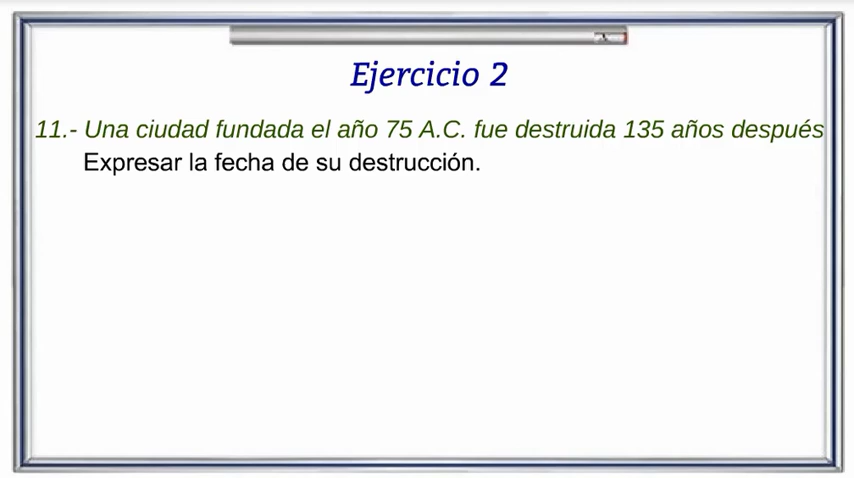 Ejercicio 2
11.- Una ciudad fundada el año 75 A.C. fue destruida 135 años después
Expresar la fecha de su destrucción.